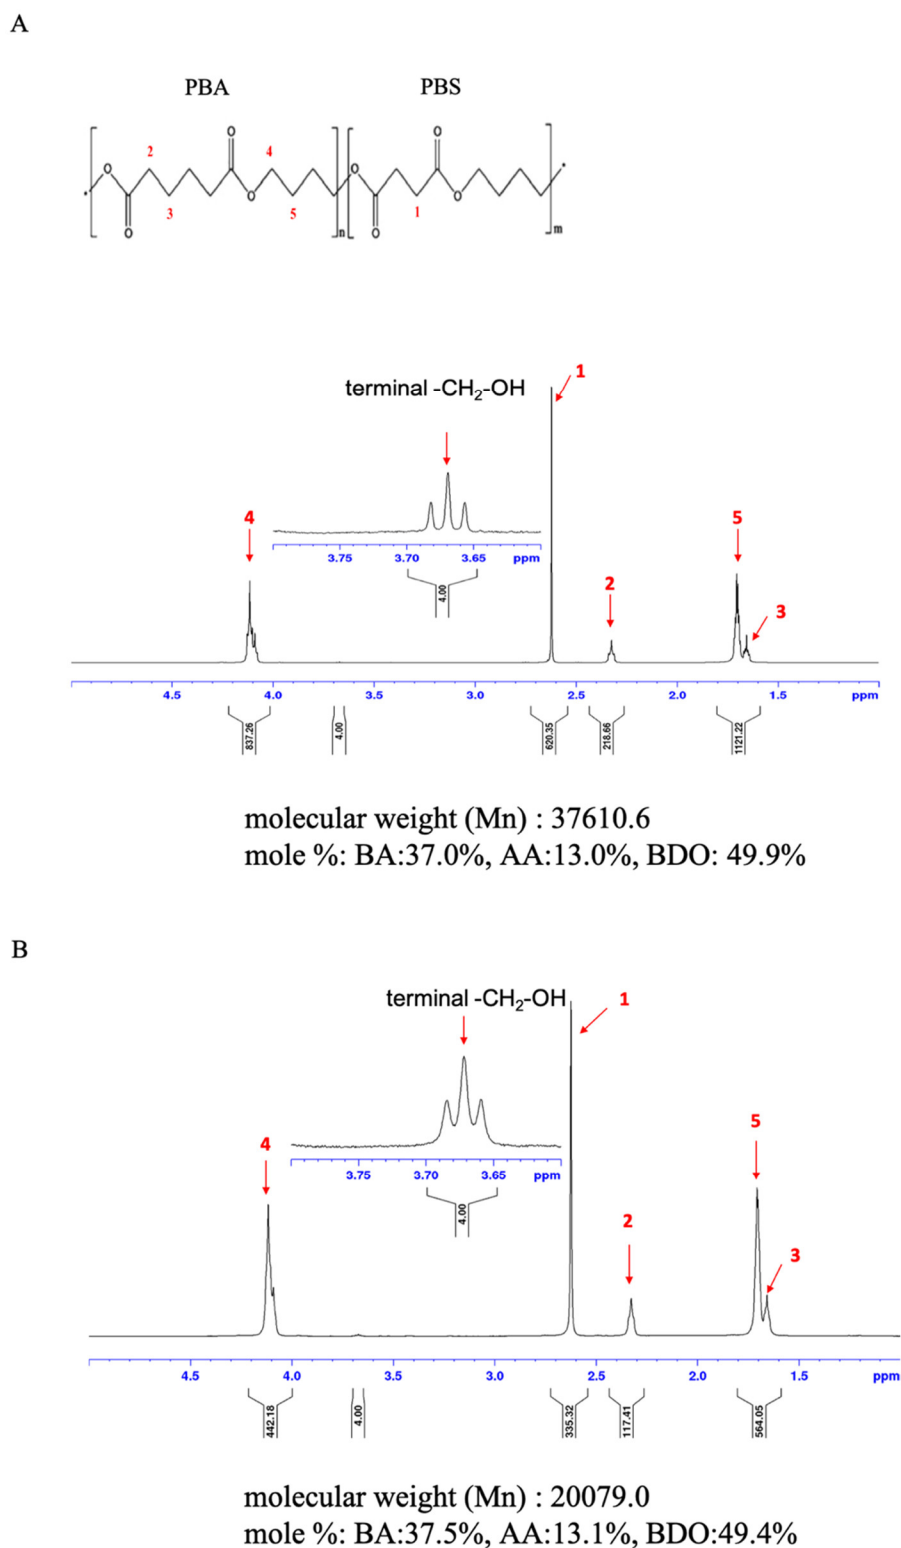 A
PBA PBS
O O
2 4
O O
O O
3 5 1
O O
n m
1
terminal -CH2-OH
4 5
3.75 3.70 3.65 ppm
2 3
4.00
4.5 4.0 3.5 3.0 2.5 2.0 1.5 ppm
837.26 4.00 620.35 218.66 1121.22
molecular weight (Mn) : 37610.6
mole %: BA:37.0%, AA:13.0%, BDO: 49.9%
B
terminal -CH2-OH 1
4 5
3.75 3.70 3.65 ppm
2 3
4.00
4.5 4.0 3.5 3.0 2.5 2.0 1.5 ppm
442.18 4.00 335.32 117.41 564.05
molecular weight (Mn) : 20079.0
mole %: BA:37.5%, AA:13.1%, BDO:49.4%